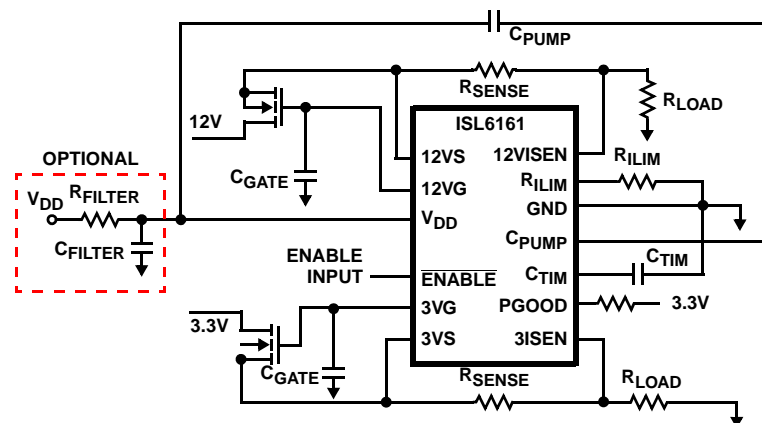 CPUMP
RSENSE
RLOAD
12V
ISL6161
OPTIONAL
12VS
12VISEN
RILIM
CGATE
12VG
RILIM
VDD
RFILTER
GND
VDD
CFILTER
CPUMP
CTIM
ENABLE
INPUT
ENABLE
CTIM
3VG
PGOOD
3.3V
3.3V
3VS
3ISEN
CGATE
RSENSE
RLOAD